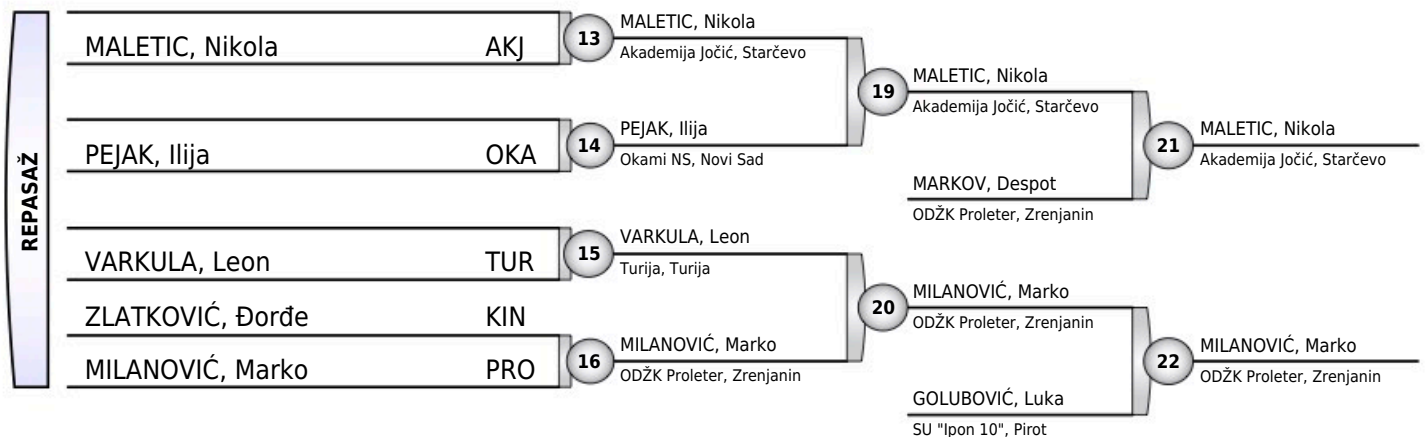 REPASAŽ
MALETIC, Nikola AKJ
PEJAK, Ilija OKA
VARKULA, Leon TUR
ZLATKOVIĆ, Đorđe KIN
MILANOVIĆ, Marko PRO
13
MALETIC, Nikola
Akademija Jočić, Starčevo
14
PEJAK, Ilija
Okami NS, Novi Sad
15
VARKULA, Leon
Turija, Turija
16
MILANOVIĆ, Marko
ODŽK Proleter, Zrenjanin
19
MALETIC, Nikola
Akademija Jočić, Starčevo
MARKOV, Despot
ODŽK Proleter, Zrenjanin
20
MILANOVIĆ, Marko
ODŽK Proleter, Zrenjanin
GOLUBOVIĆ, Luka
SU "Ipon 10", Pirot
21
MALETIC, Nikola
Akademija Jočić, Starčevo
22
MILANOVIĆ, Marko
ODŽK Proleter, Zrenjanin